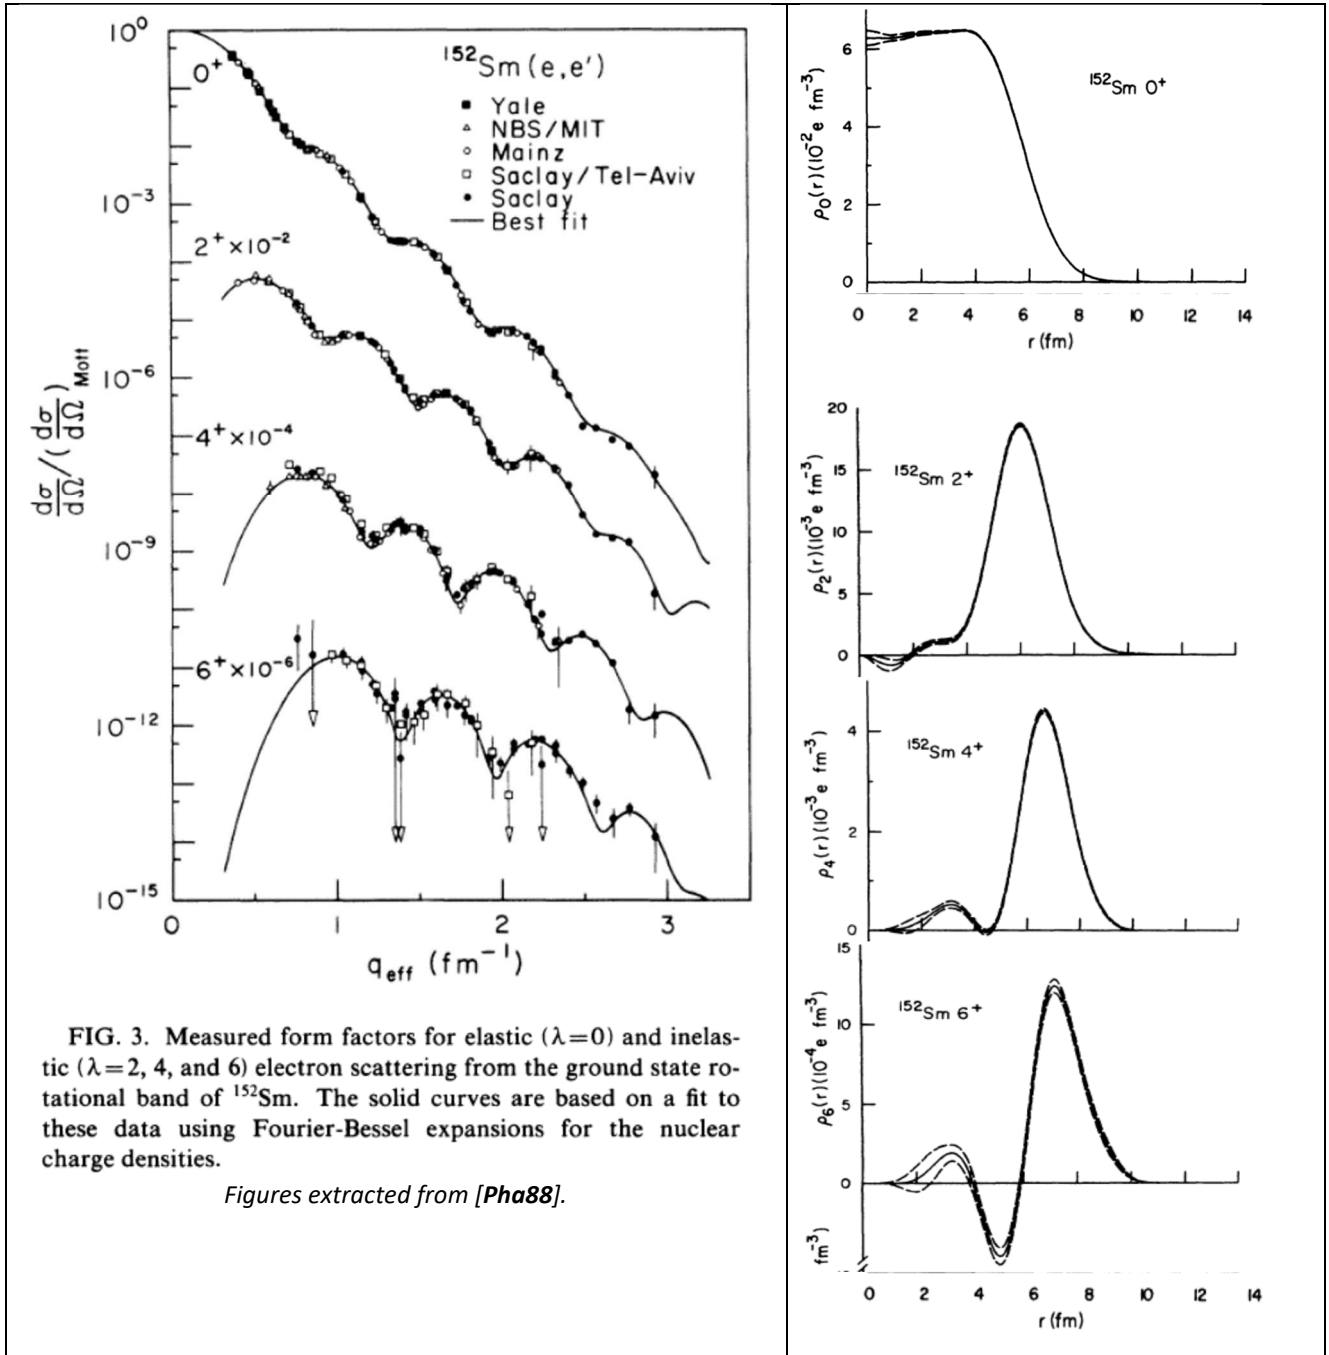 10⁰
10⁻³
10⁻⁶
10⁻⁹
10⁻¹²
10⁻¹⁵
dσ/dΩ/(dσ/dΩ)Mott
0⁺
2⁺×10⁻²
4⁺×10⁻⁴
6⁺×10⁻⁶
¹⁵²Sm(e,e′)
Yale
NBS/MIT
Mainz
Saclay/Tel-Aviv
Saclay
Best fit
0 1 2 3
q_eff (fm⁻¹)
FIG. 3. Measured form factors for elastic (λ=0) and inelas-
tic (λ=2, 4, and 6) electron scattering from the ground state ro-
tational band of ¹⁵²Sm. The solid curves are based on a fit to
these data using Fourier-Bessel expansions for the nuclear
charge densities.
Figures extracted from [Pha88].
ρ₀(r)(10⁻² e fm⁻³)
6
4
2
0
¹⁵²Sm 0⁺
0 2 4 6 8 10 12 14
r (fm)
ρ₂(r)(10⁻³ e fm⁻³)
20
15
10
5
0
¹⁵²Sm 2⁺
ρ₄(r)(10⁻³ e fm⁻³)
4
2
0
¹⁵²Sm 4⁺
ρ₆(r)(10⁻⁴ e fm⁻³)
15
10
5
0
¹⁵²Sm 6⁺
fm⁻³)
0 2 4 6 8 10 12 14
r (fm)